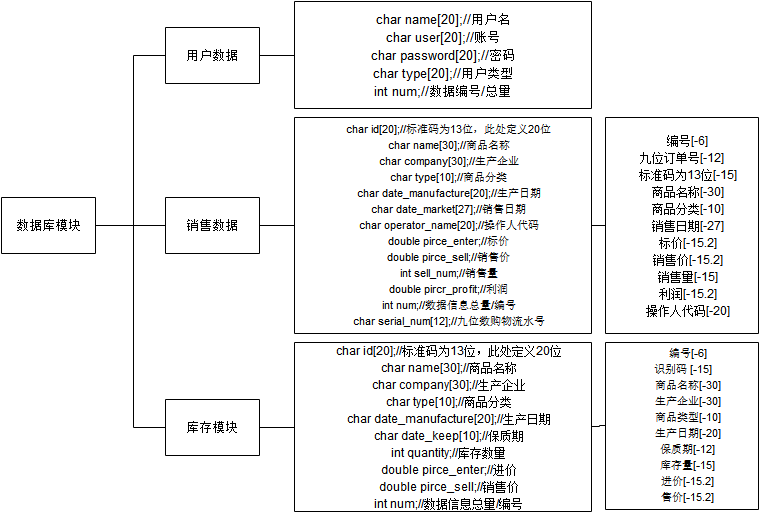 数据库模块
用户数据
char name[20];//用户名
char user[20];//账号
char password[20];//密码
char type[20];//用户类型
int num;//数据编号/总量
销售数据
char id[20];//标准码为13位，此处定义20位
char name[30];//商品名称
char company[30];//生产企业
char type[10];//商品分类
char date_manufacture[20];//生产日期
char date_market[27];//销售日期
char operator_name[20];//操作人代码
double pirce_enter;//标价
double pirce_sell;//销售价
int sell_num;//销售量
double pircr_profit;//利润
int num;//数据信息总量/编号
char serial_num[12];//九位数购物流水号
编号[-6]
九位订单号[-12]
标准码为13位[-15]
商品名称[-30]
商品分类[-10]
销售日期[-27]
标价[-15.2]
销售价[-15.2]
销售量[-15]
利润[-15.2]
操作人代码[-20]
库存模块
char id[20];//标准码为13位，此处定义20位
char name[30];//商品名称
char company[30];//生产企业
char type[10];//商品分类
char date_manufacture[20];//生产日期
char date_keep[10];//保质期
int quantity;//库存数量
double pirce_enter;//进价
double pirce_sell;//销售价
int num;//数据信息总量/编号
编号[-6]
识别码 [-15]
商品名称[-30]
生产企业[-30]
商品类型[-10]
生产日期[-20]
保质期[-12]
库存量[-15]
进价[-15.2]
售价[-15.2]